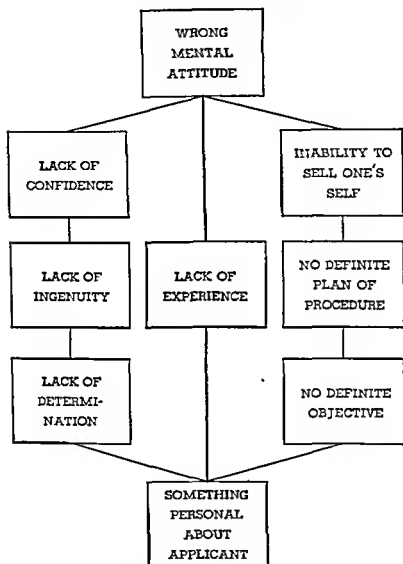 WRONG
MENTAL
ATTITUDE
LACK OF
CONFIDENCE
INABILITY TO
SELL ONE'S
SELF
LACK OF
INGENUITY
LACK OF
EXPERIENCE
NO DEFINITE
PLAN OF
PROCEDURE
LACK OF
DETERMI-
NATION
NO DEFINITE
OBJECTIVE
SOMETHING
PERSONAL
ABOUT
APPLICANT